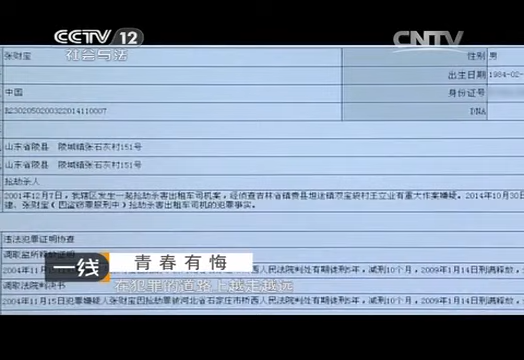 CCTV 12
社会与法
CNTV
张财宝
性别 男
出生日期 1984-02-
中国
身份证号
R2302050200322014110007
DNA
山东省陵县 陵城镇张石灰村151号
山东省陵县 陵城镇张石灰村151号
抢劫杀人
2001年12月7日，我辖区发生一起抢劫杀害出租车司机案，经侦查吉林省镇赉县坦途镇 村王立业有重大作案嫌疑。2014年10月30日
建、张财宝（因盗窃罪服刑中）抢劫杀害出租车司机的犯罪事实。
违法犯罪证明协查
调取监所释放证明
2004年11月 桥西人民法院判处有期徒刑5年，减刑10个月，2009年1月14日刑满释放，
调取法院判决书
2004年11月15日犯罪嫌疑人张财宝因抢劫罪被河北省石家庄市桥西人民法院判处有期徒刑5年，减刑10个月，2009年1月14日刑满释放，
一线
青春有悔
在犯罪的道路上越走越远